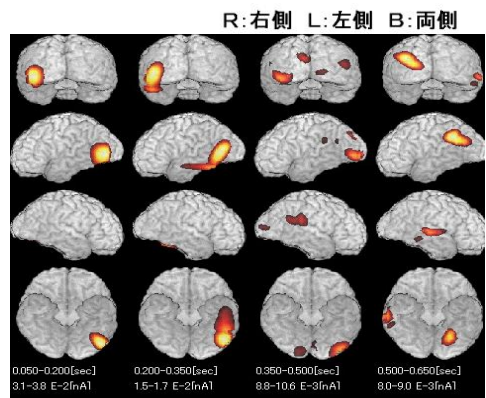 R:右側 L:左側 B:両側
0.050-0.200[sec] 0.200-0.350[sec] 0.350-0.500[sec] 0.500-0.650[sec]
3.1-3.8 E-2[nA] 1.5-1.7 E-2[nA] 8.8-10.6 E-3[nA] 8.0-9.0 E-3[nA]